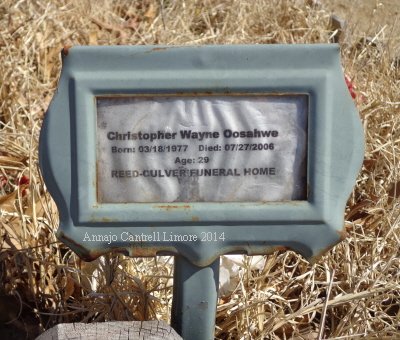 Christopher Wayne Oosahwe
Born: 03/18/1977 Died: 07/27/2006
Age: 29
REED-CULVER FUNERAL HOME
Annajo Cantrell Limore 2014